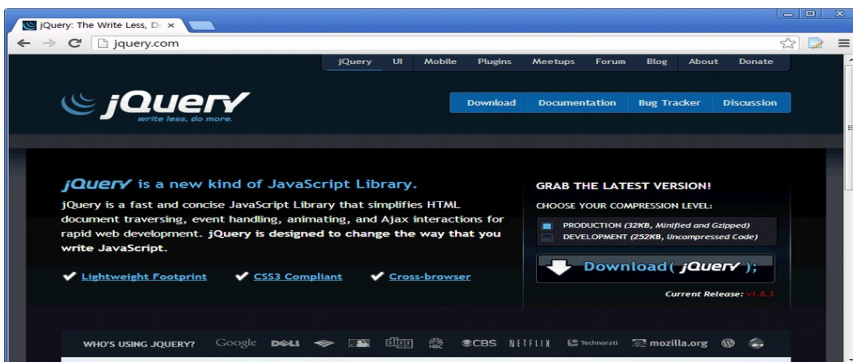 jQuery: The Write Less, D
jquery.com
jQuery UI Mobile Plugins Meetups Forum Blog About Donate
jQuery
write less, do more.
Download Documentation Bug Tracker Discussion
jQuery is a new kind of JavaScript Library.
jQuery is a fast and concise JavaScript Library that simplifies HTML
document traversing, event handling, animating, and Ajax interactions for
rapid web development. jQuery is designed to change the way that you
write JavaScript.
Lightweight Footprint CSS3 Compliant Cross-browser
GRAB THE LATEST VERSION!
CHOOSE YOUR COMPRESSION LEVEL:
PRODUCTION (32KB, Minified and Gzipped)
DEVELOPMENT (252KB, Uncompressed Code)
Download( jQuery );
Current Release: v1.8.3
WHO'S USING JQUERY? Google DELL digg NBC CBS NETFLIX Technorati mozilla.org